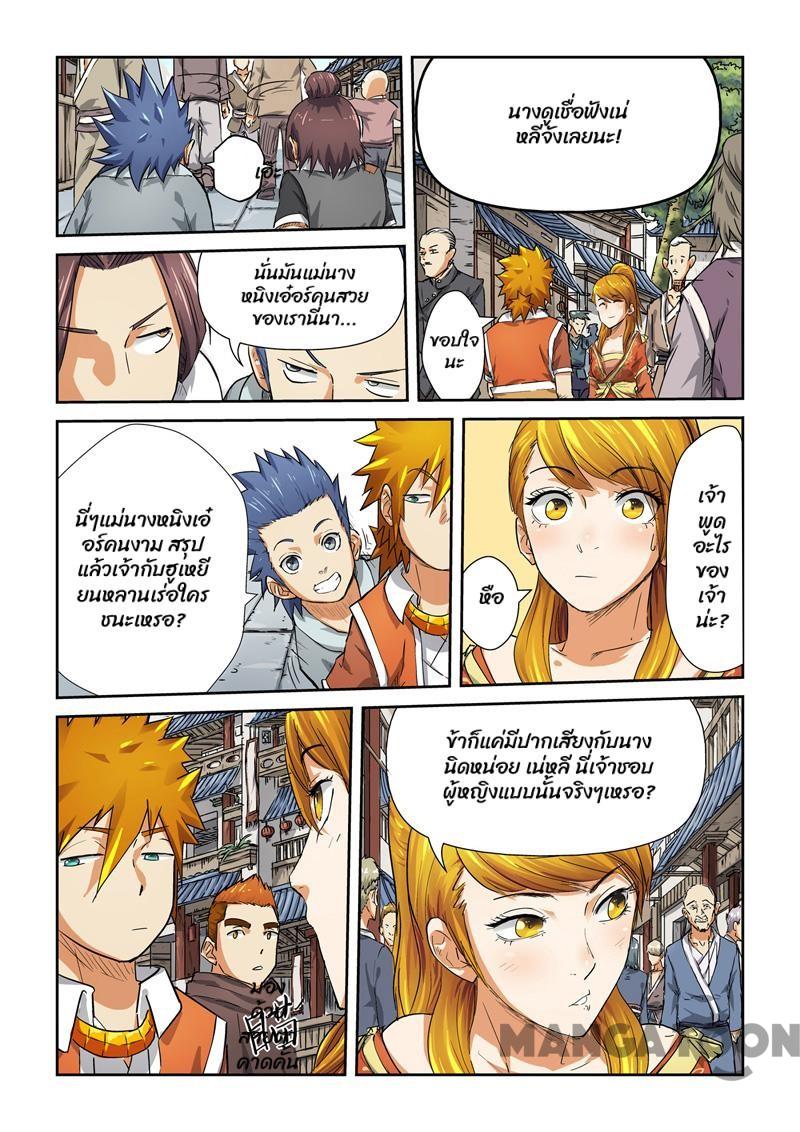 เอ๊ะ
นางดูเชื่อฟังเน่
หลีจังเลยนะ!
ขอบใจ
นะ
นั่นมันแม่นาง
หนิงเอ๋อร์คนสวย
ของเรานี่นา...
นี่ๆแม่นางหนิงเอ๋
อร์คนงาม สรุป
แล้วเจ้ากับฮูเหยี
ยนหลานเร่อใคร
ชนะเหรอ?
หือ
เจ้า
พูด
อะไร
ของ
เจ้า
น่ะ?
มอง
ด้วย
สายตา
คาดคั้น
ข้าก็แค่มีปากเสียงกับนาง
นิดหน่อย เน่หลี นี่เจ้าชอบ
ผู้หญิงแบบนั้นจริงๆเหรอ?